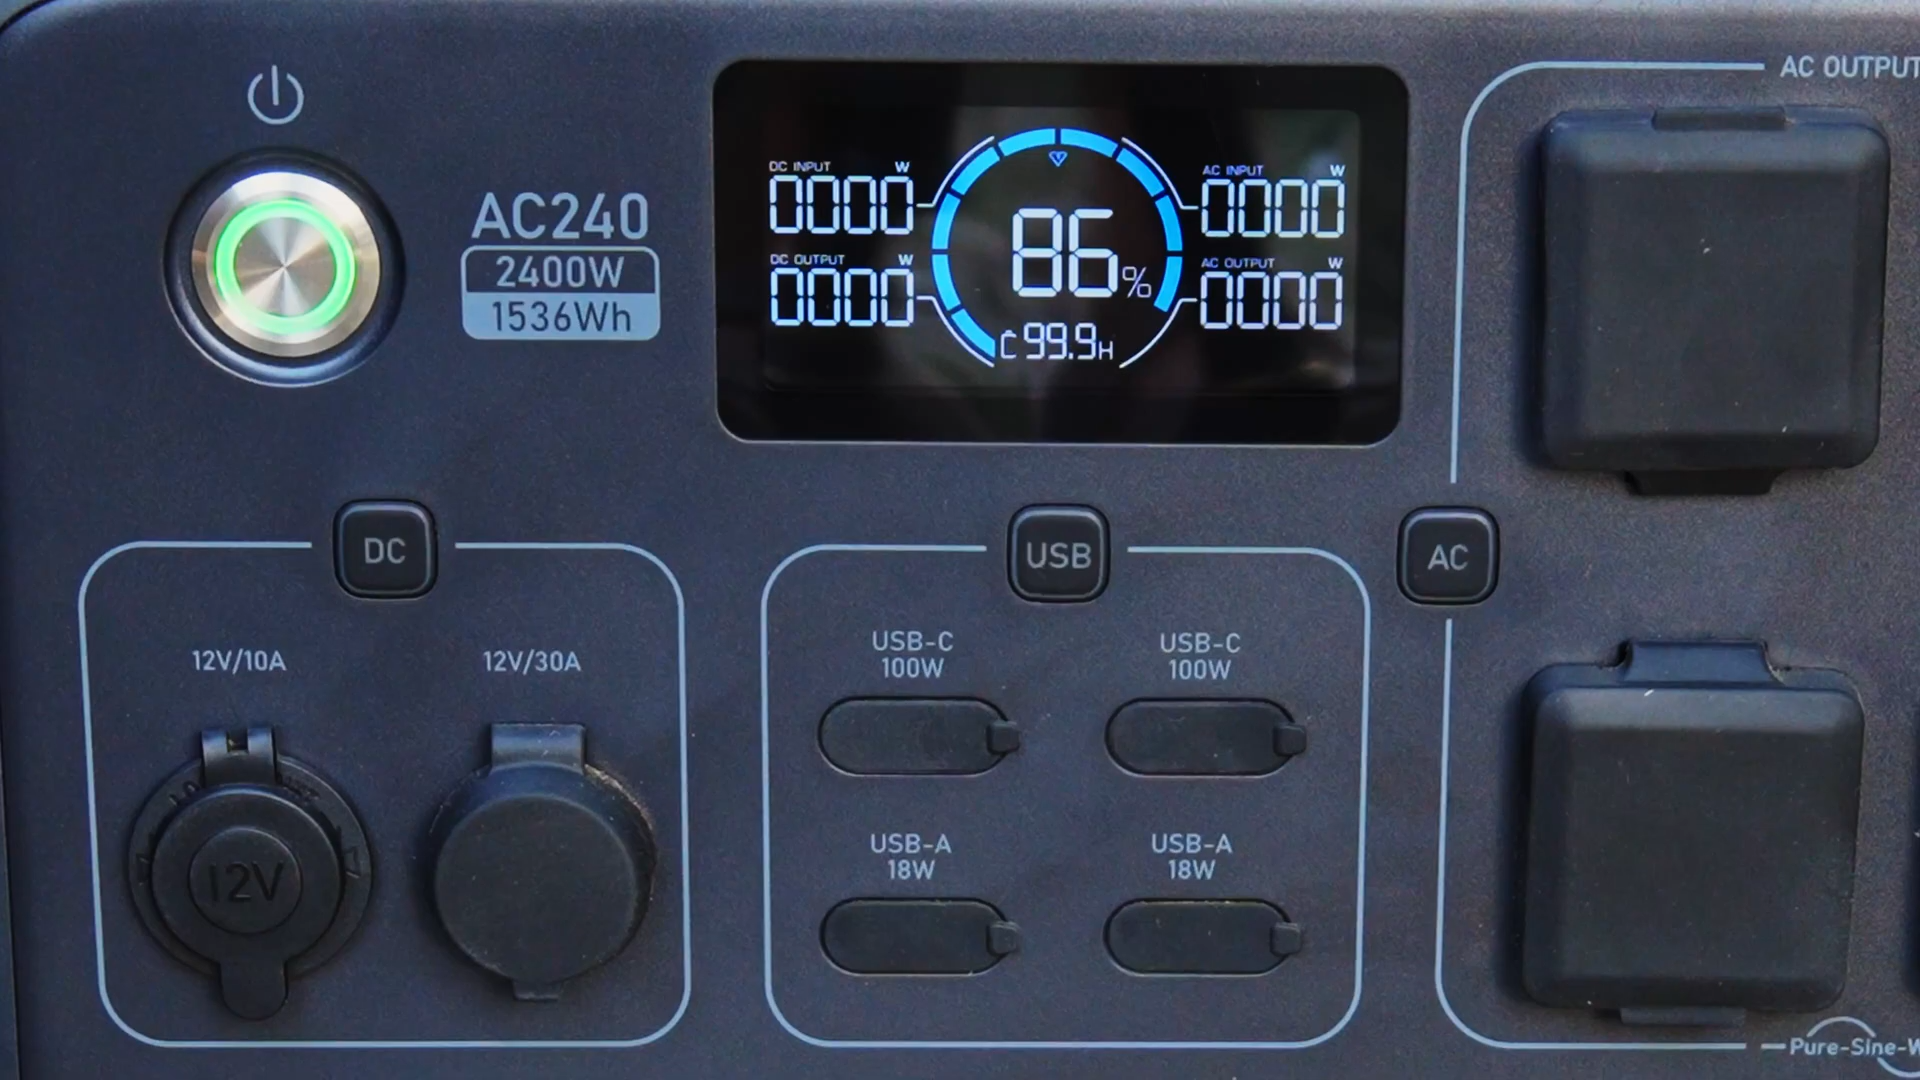 AC240
2400W
1536Wh
DC INPUT W
0000
DC OUTPUT W
0000
86%
99.9H
AC INPUT W
0000
AC OUTPUT W
0000
AC OUTPUT
DC
12V/10A
12V/30A
12V
USB
USB-C
100W
USB-C
100W
USB-A
18W
USB-A
18W
AC
Pure-Sine-W